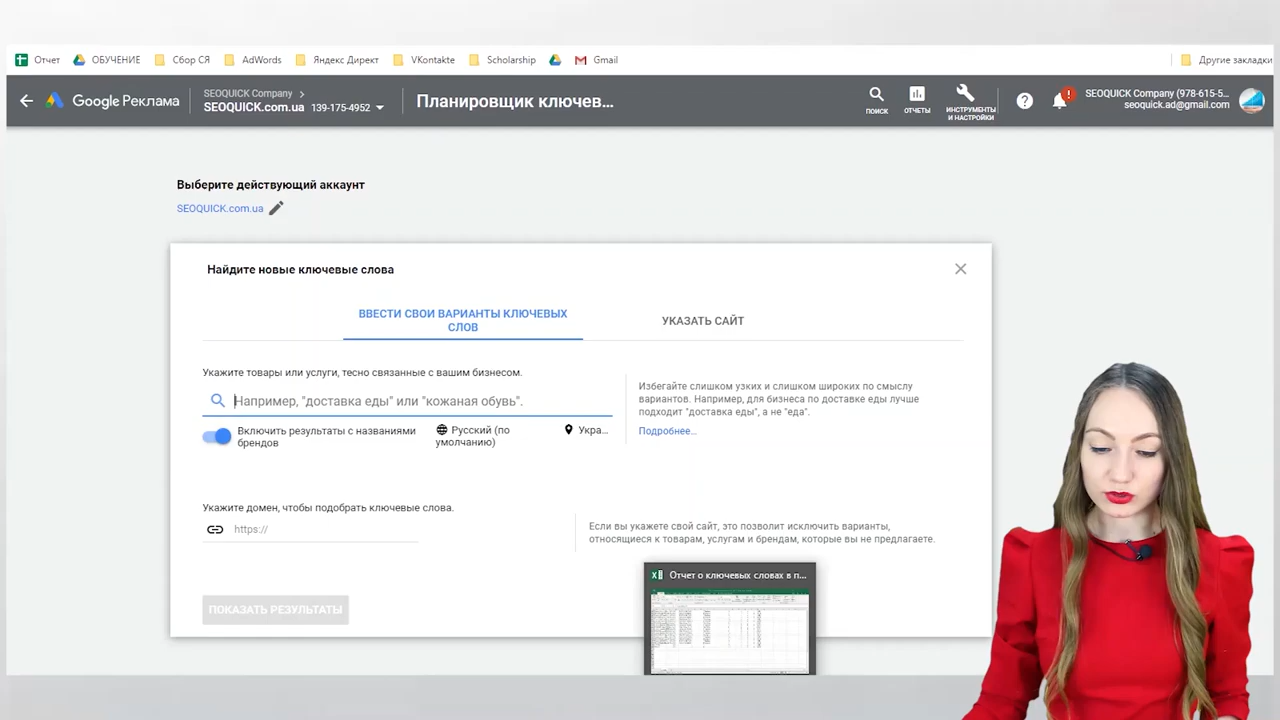 Отчет
ОБУЧЕНИЕ
Сбор СЯ
AdWords
Яндекс Директ
VKontakte
Scholarship
Gmail
Другие закладки
Google Реклама
SEOQUICK Company
SEOQUICK.com.ua 139-175-4952
Планировщик ключев...
ПОИСК
ОТЧЕТЫ
ИНСТРУМЕНТЫ
И НАСТРОЙКИ
?
!
SEOQUICK Company (978-615-5...
seoquick.ad@gmail.com
Выберите действующий аккаунт
SEOQUICK.com.ua
Найдите новые ключевые слова
ВВЕСТИ СВОИ ВАРИАНТЫ КЛЮЧЕВЫХ
СЛОВ
УКАЗАТЬ САЙТ
Укажите товары или услуги, тесно связанные с вашим бизнесом.
Например, "доставка еды" или "кожаная обувь".
Включить результаты с названиями
брендов
Русский (по
умолчанию)
Укра...
Избегайте слишком узких и слишком широких по смыслу
вариантов. Например, для бизнеса по доставке еды лучше
подходит "доставка еды", а не "еда".
Подробнее...
Укажите домен, чтобы подобрать ключевые слова.
https://
Если вы укажете свой сайт, это позволит исключить варианты,
относящиеся к товарам, услугам и брендам, которые вы не предлагаете.
Отчет о ключевых словах в п...
ПОКАЗАТЬ РЕЗУЛЬТАТЫ